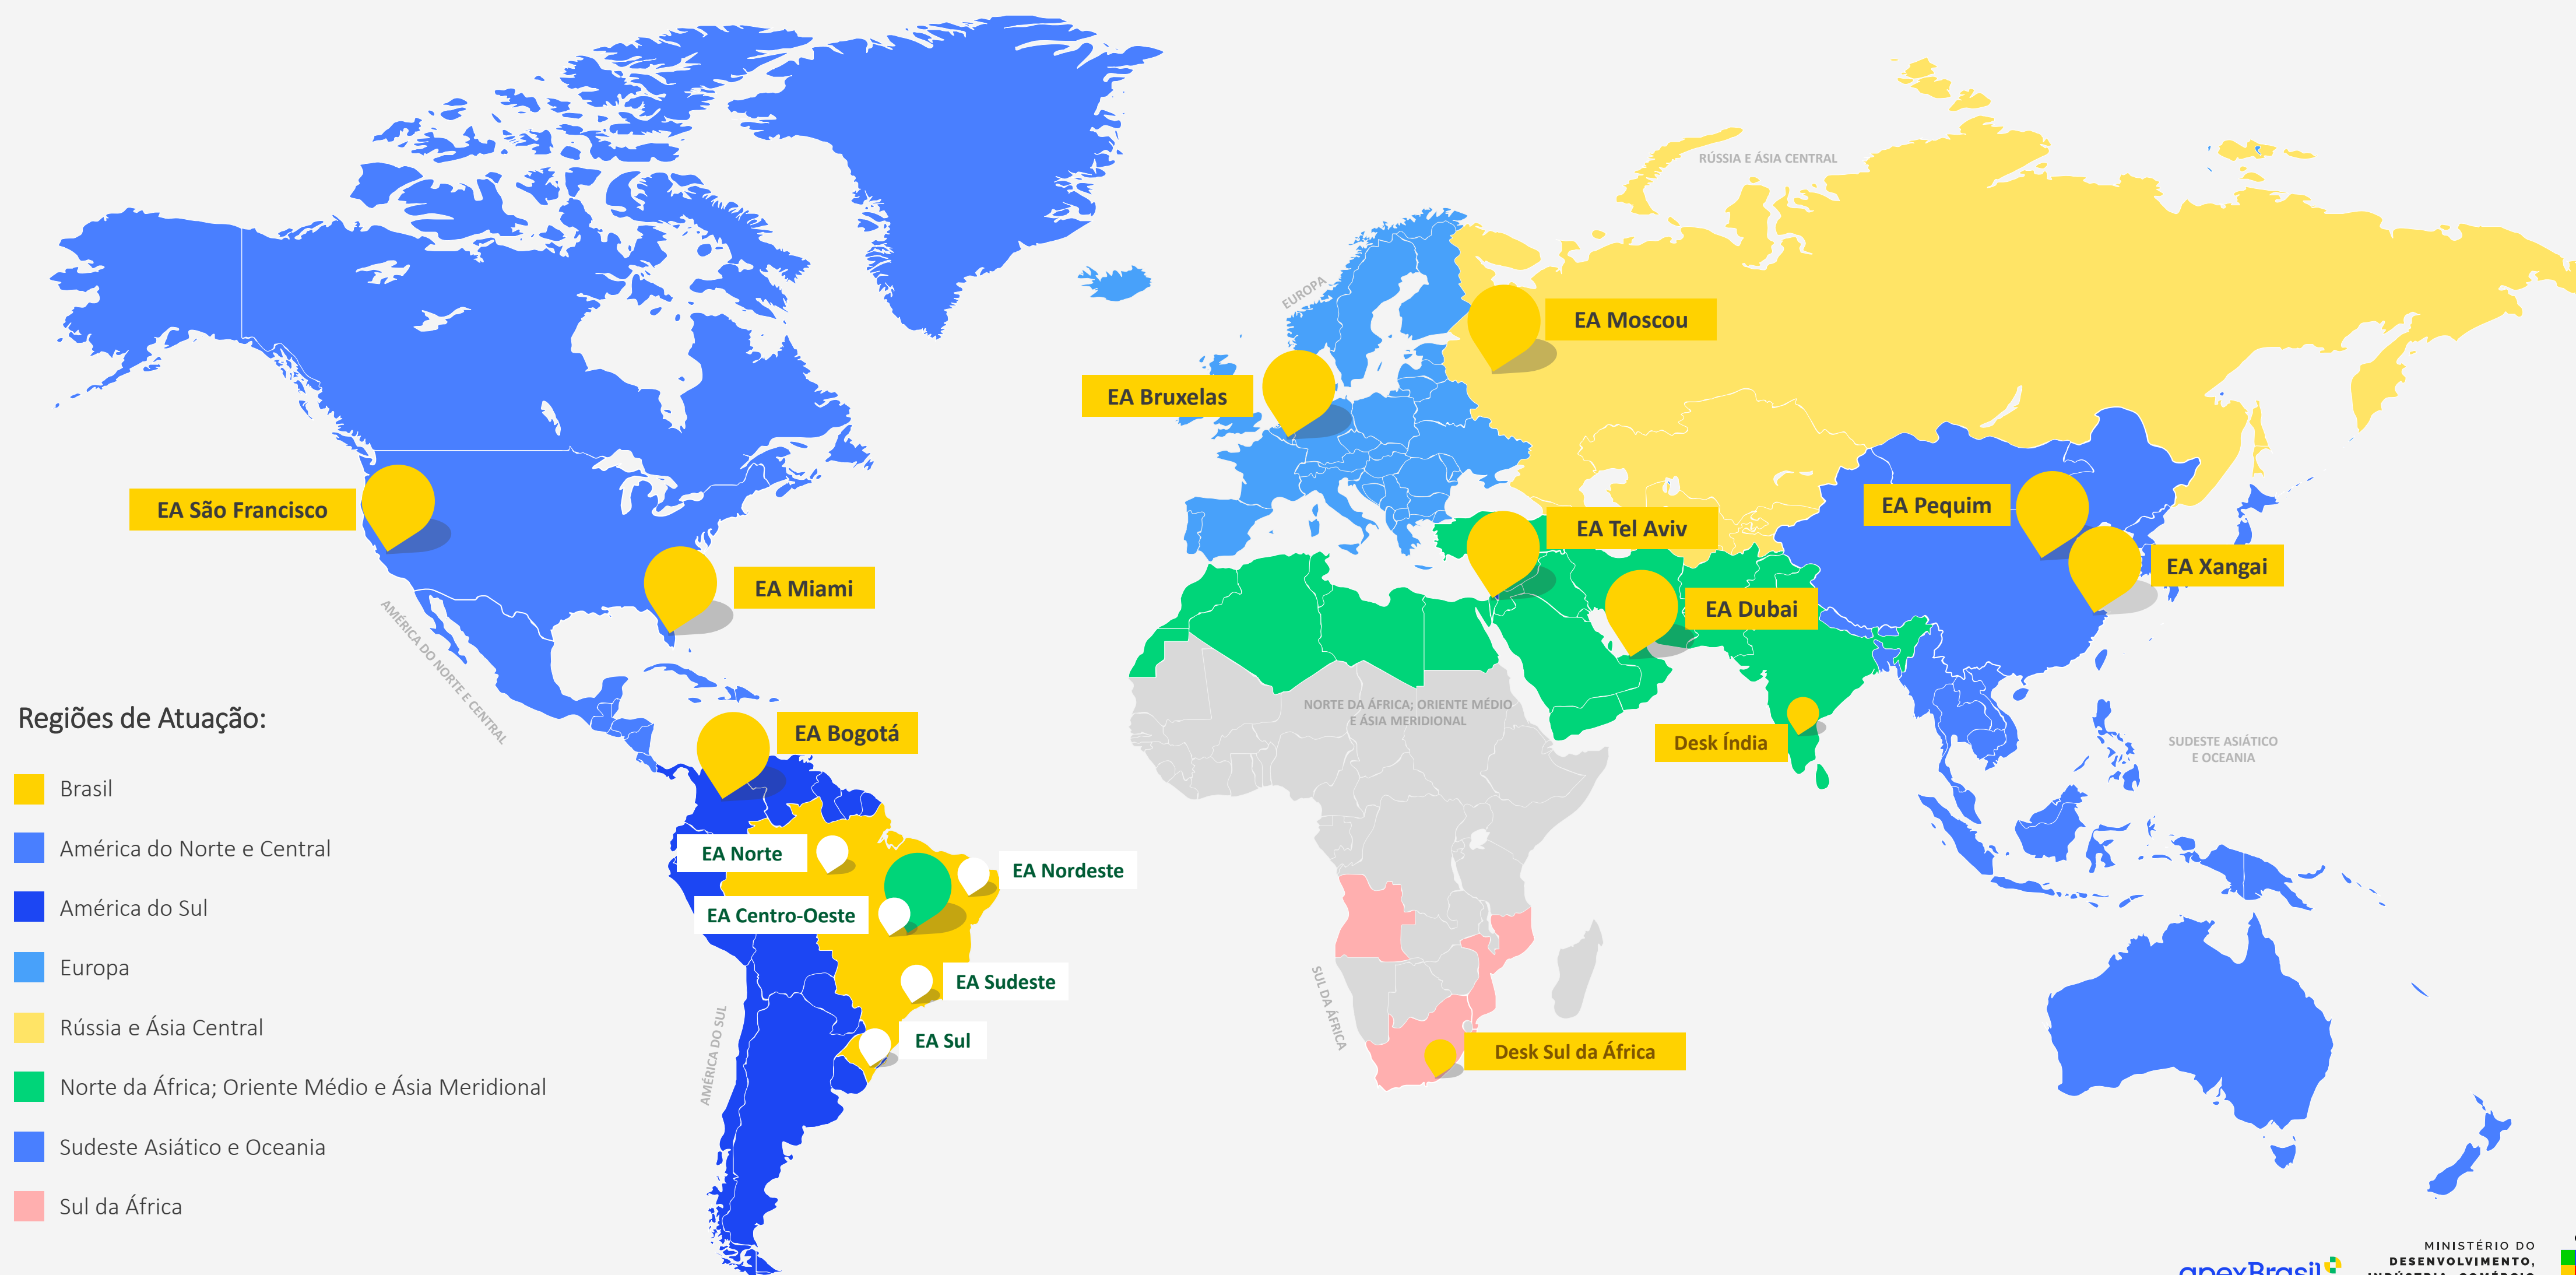 RÚSSIA E ÁSIA CENTRAL
EUROPA
EA Moscou
EA Bruxelas
EA São Francisco
EA Pequim
EA Tel Aviv
EA Xangai
EA Miami
EA Dubai
AMÉRICA DO NORTE E CENTRAL
NORTE DA ÁFRICA; ORIENTE MÉDIO
E ÁSIA MERIDIONAL
EA Bogotá
Desk Índia
SUDESTE ASIÁTICO
E OCEANIA
EA Norte
EA Nordeste
EA Centro-Oeste
EA Sudeste
EA Sul
AMÉRICA DO SUL
SUL DA ÁFRICA
Desk Sul da África
Regiões de Atuação:
Brasil
América do Norte e Central
América do Sul
Europa
Rússia e Ásia Central
Norte da África; Oriente Médio e Ásia Meridional
Sudeste Asiático e Oceania
Sul da África
apexBrasil
MINISTÉRIO DO
DESENVOLVIMENTO,
INDÚSTRIA, COMÉRCIO